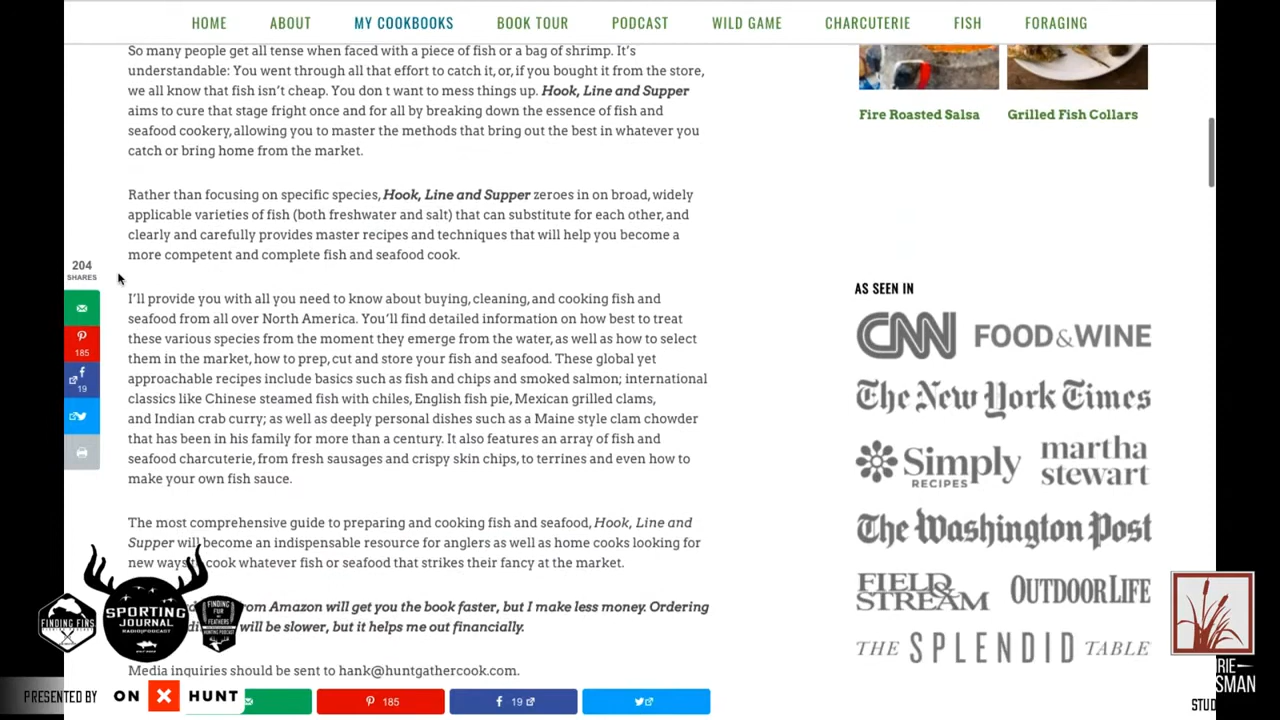 HOME ABOUT MY COOKBOOKS BOOK TOUR PODCAST WILD GAME CHARCUTERIE FISH FORAGING
So many people get all tense when faced with a piece of fish or a bag of shrimp. It's
understandable: You went through all that effort to catch it, or, if you bought it from the store,
we all know that fish isn't cheap. You don t want to mess things up. Hook, Line and Supper
aims to cure that stage fright once and for all by breaking down the essence of fish and
seafood cookery, allowing you to master the methods that bring out the best in whatever you
catch or bring home from the market.
Rather than focusing on specific species, Hook, Line and Supper zeroes in on broad, widely
applicable varieties of fish (both freshwater and salt) that can substitute for each other, and
clearly and carefully provides master recipes and techniques that will help you become a
more competent and complete fish and seafood cook.
I'll provide you with all you need to know about buying, cleaning, and cooking fish and
seafood from all over North America. You'll find detailed information on how best to treat
these various species from the moment they emerge from the water, as well as how to select
them in the market, how to prep, cut and store your fish and seafood. These global yet
approachable recipes include basics such as fish and chips and smoked salmon; international
classics like Chinese steamed fish with chiles, English fish pie, Mexican grilled clams,
and Indian crab curry; as well as deeply personal dishes such as a Maine style clam chowder
that has been in his family for more than a century. It also features an array of fish and
seafood charcuterie, from fresh sausages and crispy skin chips, to terrines and even how to
make your own fish sauce.
The most comprehensive guide to preparing and cooking fish and seafood, Hook, Line and
Supper will become an indispensable resource for anglers as well as home cooks looking for
new ways cook whatever fish or seafood that strikes their fancy at the market.
from Amazon will get you the book faster, but I make less money. Ordering
will be slower, but it helps me out financially.
Media inquiries should be sent to hank@huntgathercook.com.
204
SHARES
185
19
185
19
Fire Roasted Salsa
Grilled Fish Collars
AS SEEN IN
CNN FOOD&WINE
The New York Times
Simply RECIPES martha stewart
The Washington Post
FIELD & STREAM OUTDOOR LIFE
THE SPLENDID TABLE
FINDING FINS
SPORTING
JOURNAL
RADIO|PODCAST
FINDING FUR FEATHERS
HUNTING PODCAST
PRESENTED BY ON X HUNT